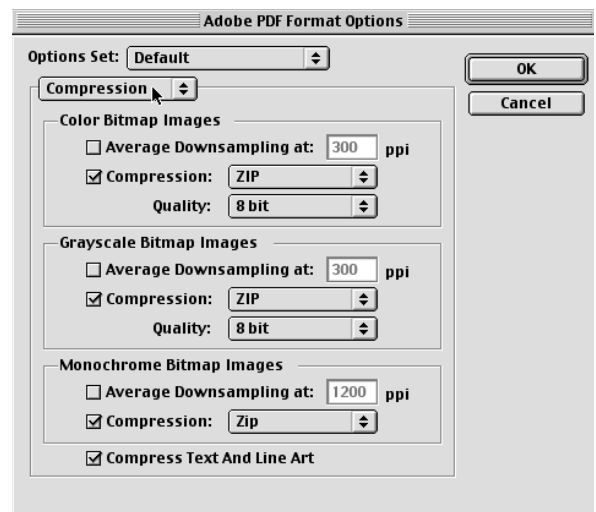 Adobe PDF Format Options
Options Set: Default
OK
Compression
Cancel
Color Bitmap Images
Average Downsampling at: 300 ppi
Compression: ZIP
Quality: 8 bit
Grayscale Bitmap Images
Average Downsampling at: 300 ppi
Compression: ZIP
Quality: 8 bit
Monochrome Bitmap Images
Average Downsampling at: 1200 ppi
Compression: Zip
Compress Text And Line Art